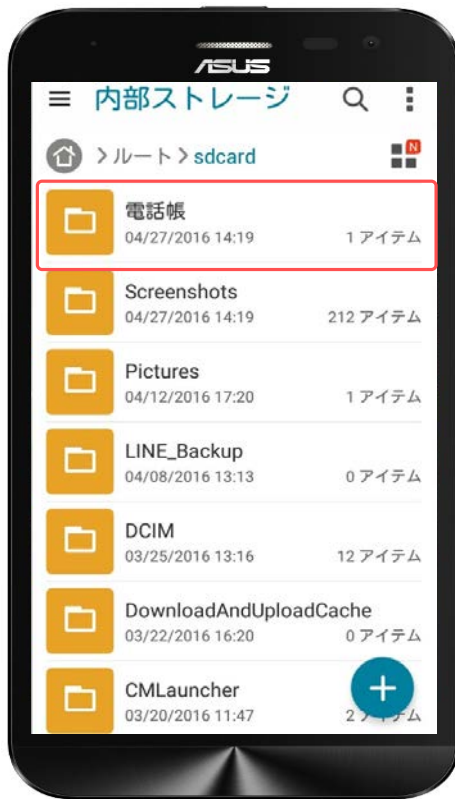 ASUS
内部ストレージ
ルート > sdcard
N
電話帳
04/27/2016 14:19 1 アイテム
Screenshots
04/27/2016 14:19 212 アイテム
Pictures
04/12/2016 17:20 1 アイテム
LINE_Backup
04/08/2016 13:13 0 アイテム
DCIM
03/25/2016 13:16 12 アイテム
DownloadAndUploadCache
03/22/2016 16:20 0 アイテム
CMLauncher
03/20/2016 11:47 2